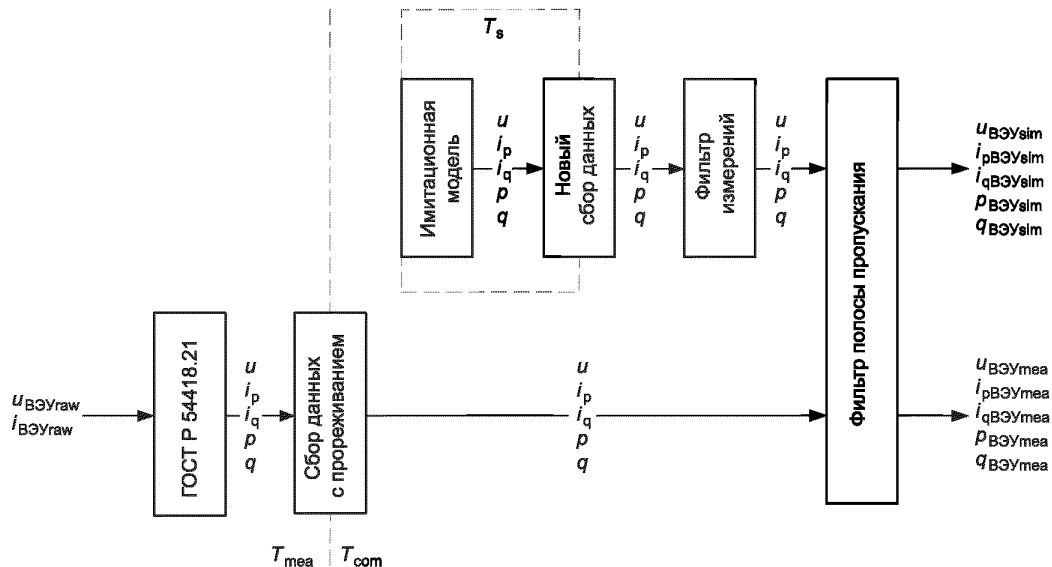 T_s
Имитационная
модель
u
i_p
i_q
p
q
Новый
сбор данных
u
i_p
i_q
p
q
Фильтр
измерений
u
i_p
i_q
p
q
Фильтр полосы пропускания
u_ВЭУsim
i_pВЭУsim
i_qВЭУsim
p_ВЭУsim
q_ВЭУsim
u_ВЭУraw
i_ВЭУraw
ГОСТ Р 54418.21
u
i_p
i_q
p
q
Сбор данных
с прореживанием
u
i_p
i_q
p
q
u_ВЭУmea
i_pВЭУmea
i_qВЭУmea
p_ВЭУmea
q_ВЭУmea
T_mea T_com